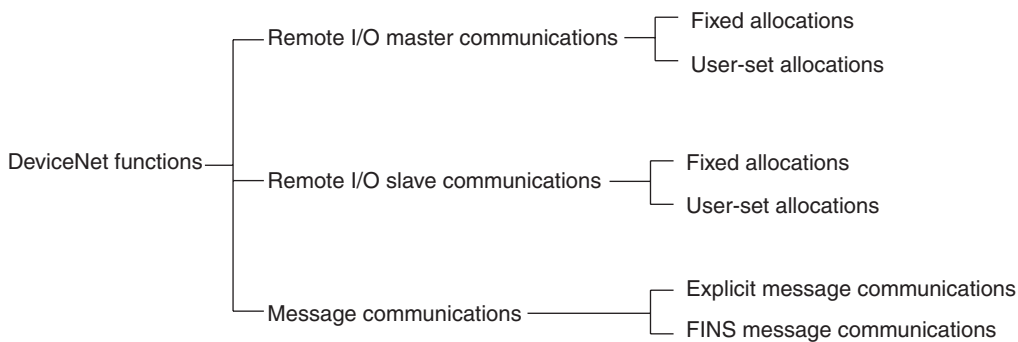 DeviceNet functions
Remote I/O master communications
Fixed allocations
User-set allocations
Remote I/O slave communications
Fixed allocations
User-set allocations
Message communications
Explicit message communications
FINS message communications